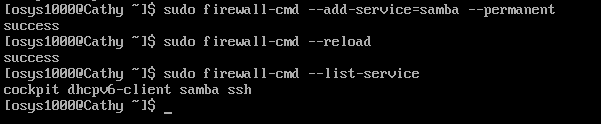 [osys1000@Cathy ~]$ sudo firewall-cmd --add-service=samba --permanent
success
[osys1000@Cathy ~]$ sudo firewall-cmd --reload
success
[osys1000@Cathy ~]$ sudo firewall-cmd --list-service
cockpit dhcpv6-client samba ssh
[osys1000@Cathy ~]$ _